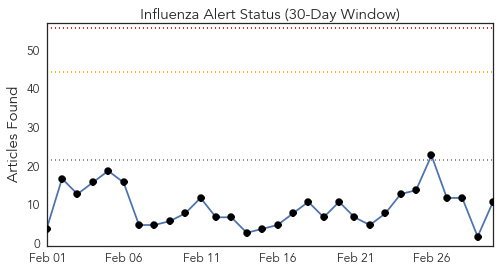 Influenza Alert Status (30-Day Window)
Articles Found
50
40
30
20
10
0
Feb 01 Feb 06 Feb 11 Feb 16 Feb 21 Feb 26